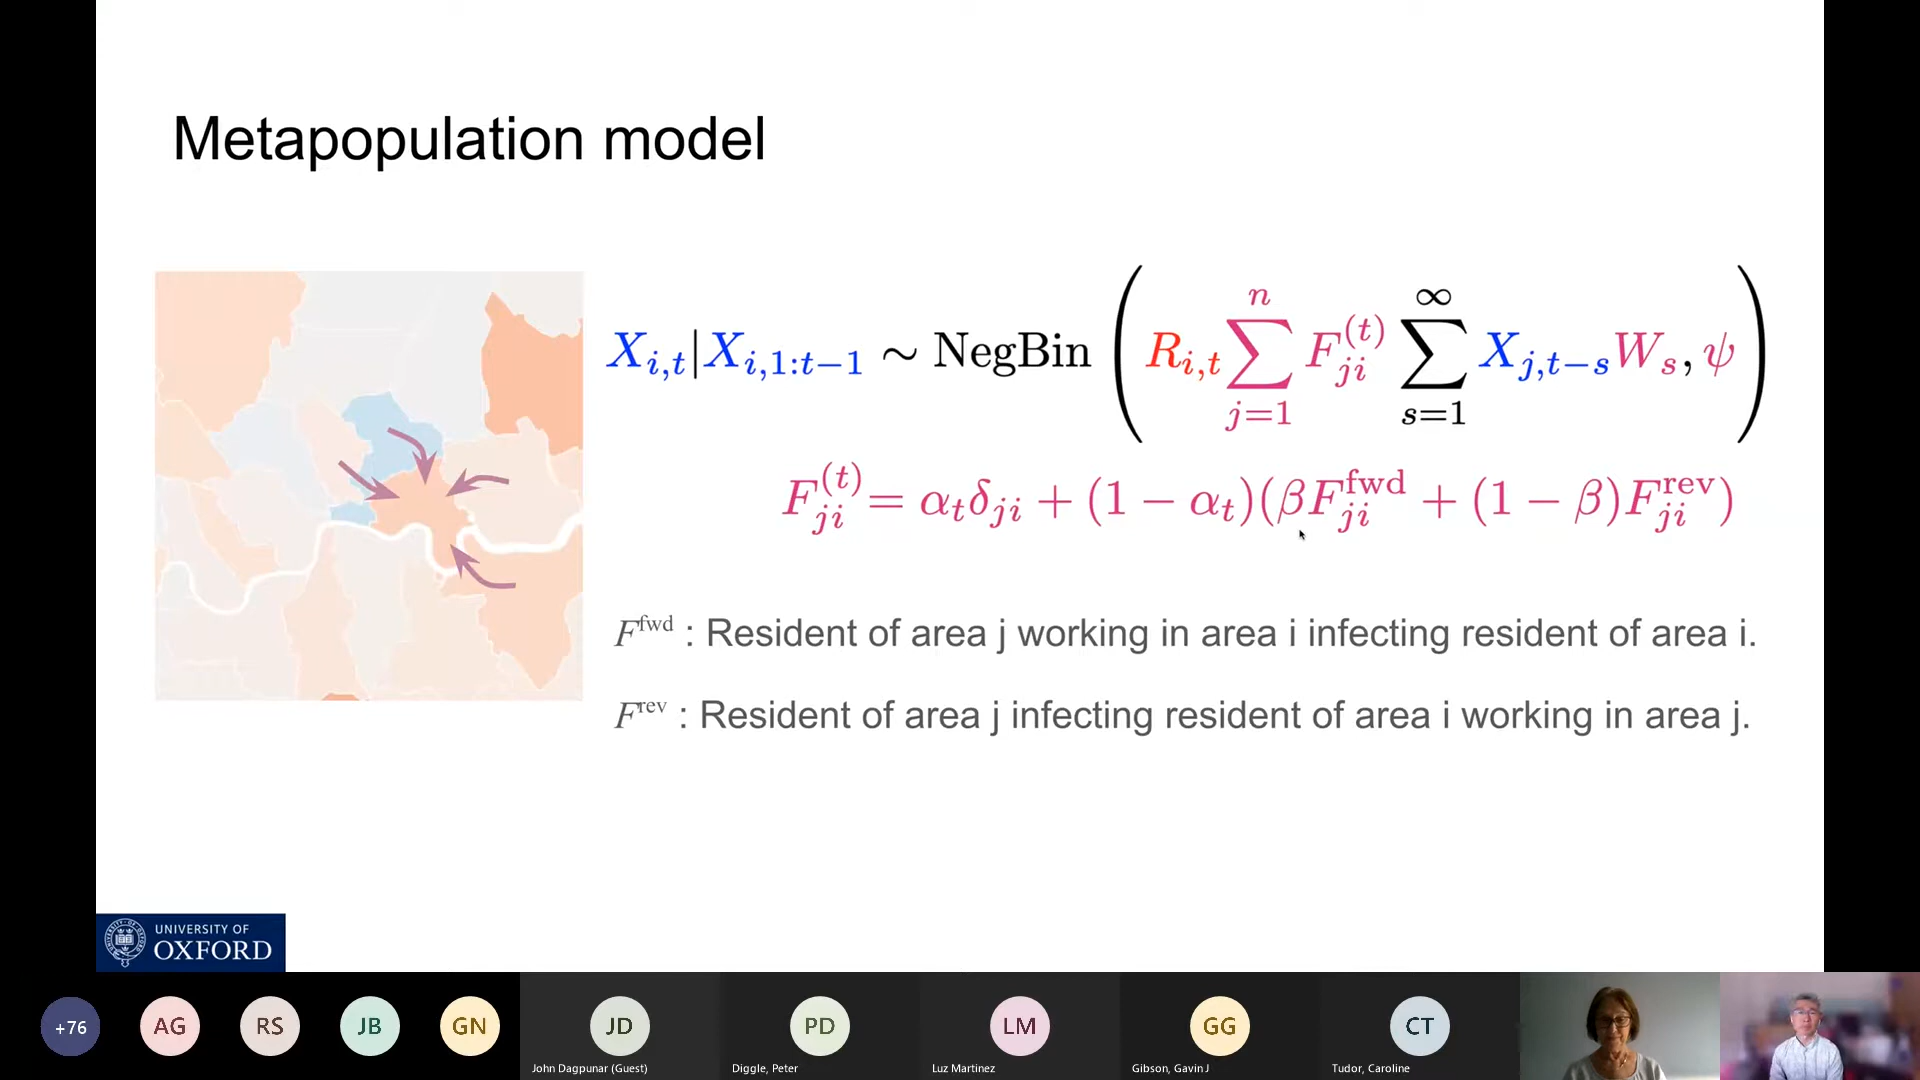 Metapopulation model
X_{i,t}|X_{i,1:t−1} ∼ NegBin ( R_{i,t} \sum_{j=1}^{n} F_{ji}^{(t)} \sum_{s=1}^{∞} X_{j,t−s} W_s, ψ )
F_{ji}^{(t)} = α_t δ_{ji} + (1 − α_t)(β F_{ji}^{fwd} + (1 − β) F_{ji}^{rev})
F^{fwd} : Resident of area j working in area i infecting resident of area i.
F^{rev} : Resident of area j infecting resident of area i working in area j.
UNIVERSITY OF
OXFORD
+76 AG RS JB GN JD PD LM GG CT
John Dagpunar (Guest) Diggle, Peter Luz Martinez Gibson, Gavin J Tudor, Caroline